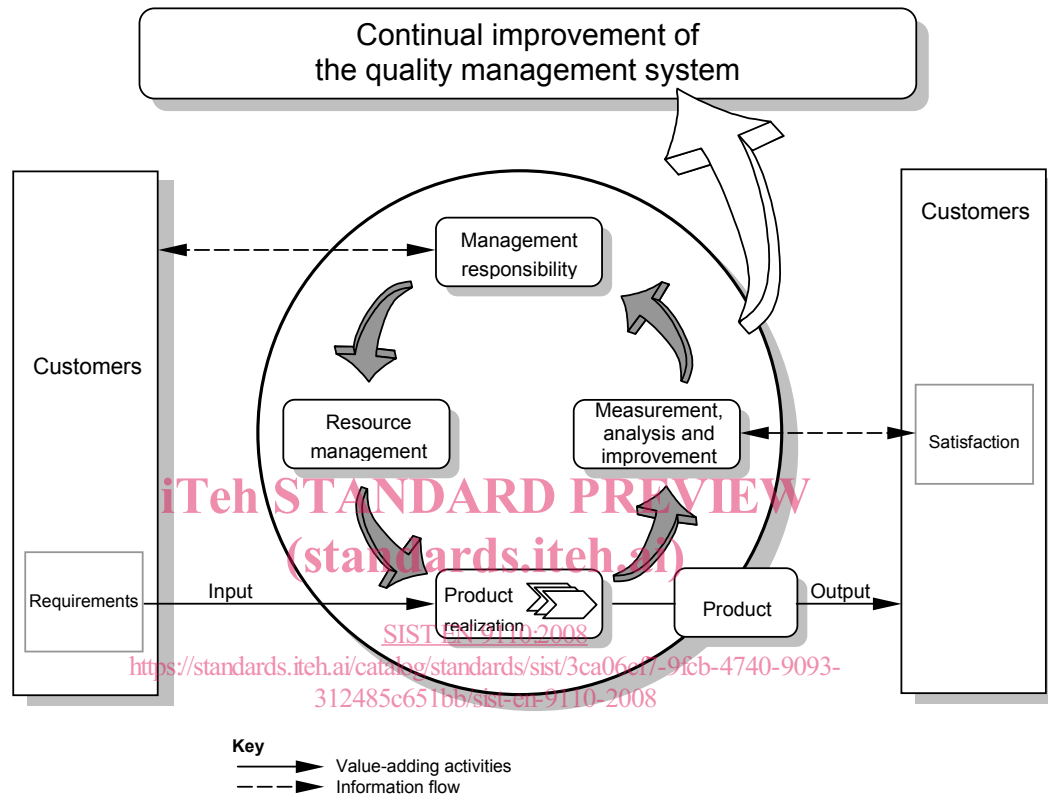 Continual improvement of
the quality management system
Customers
Requirements
Input
Management
responsibility
Resource
management
Measurement,
analysis and
improvement
Product
realization
Product
Output
Customers
Satisfaction
iTeh STANDARD PREVIEW
(standards.iteh.ai)
SIST EN 9110:2008
https://standards.iteh.ai/catalog/standards/sist/3ca06cf7-9fcb-4740-9093-
312485c651bb/sist-en-9110-2008
Key
Value-adding activities
Information flow